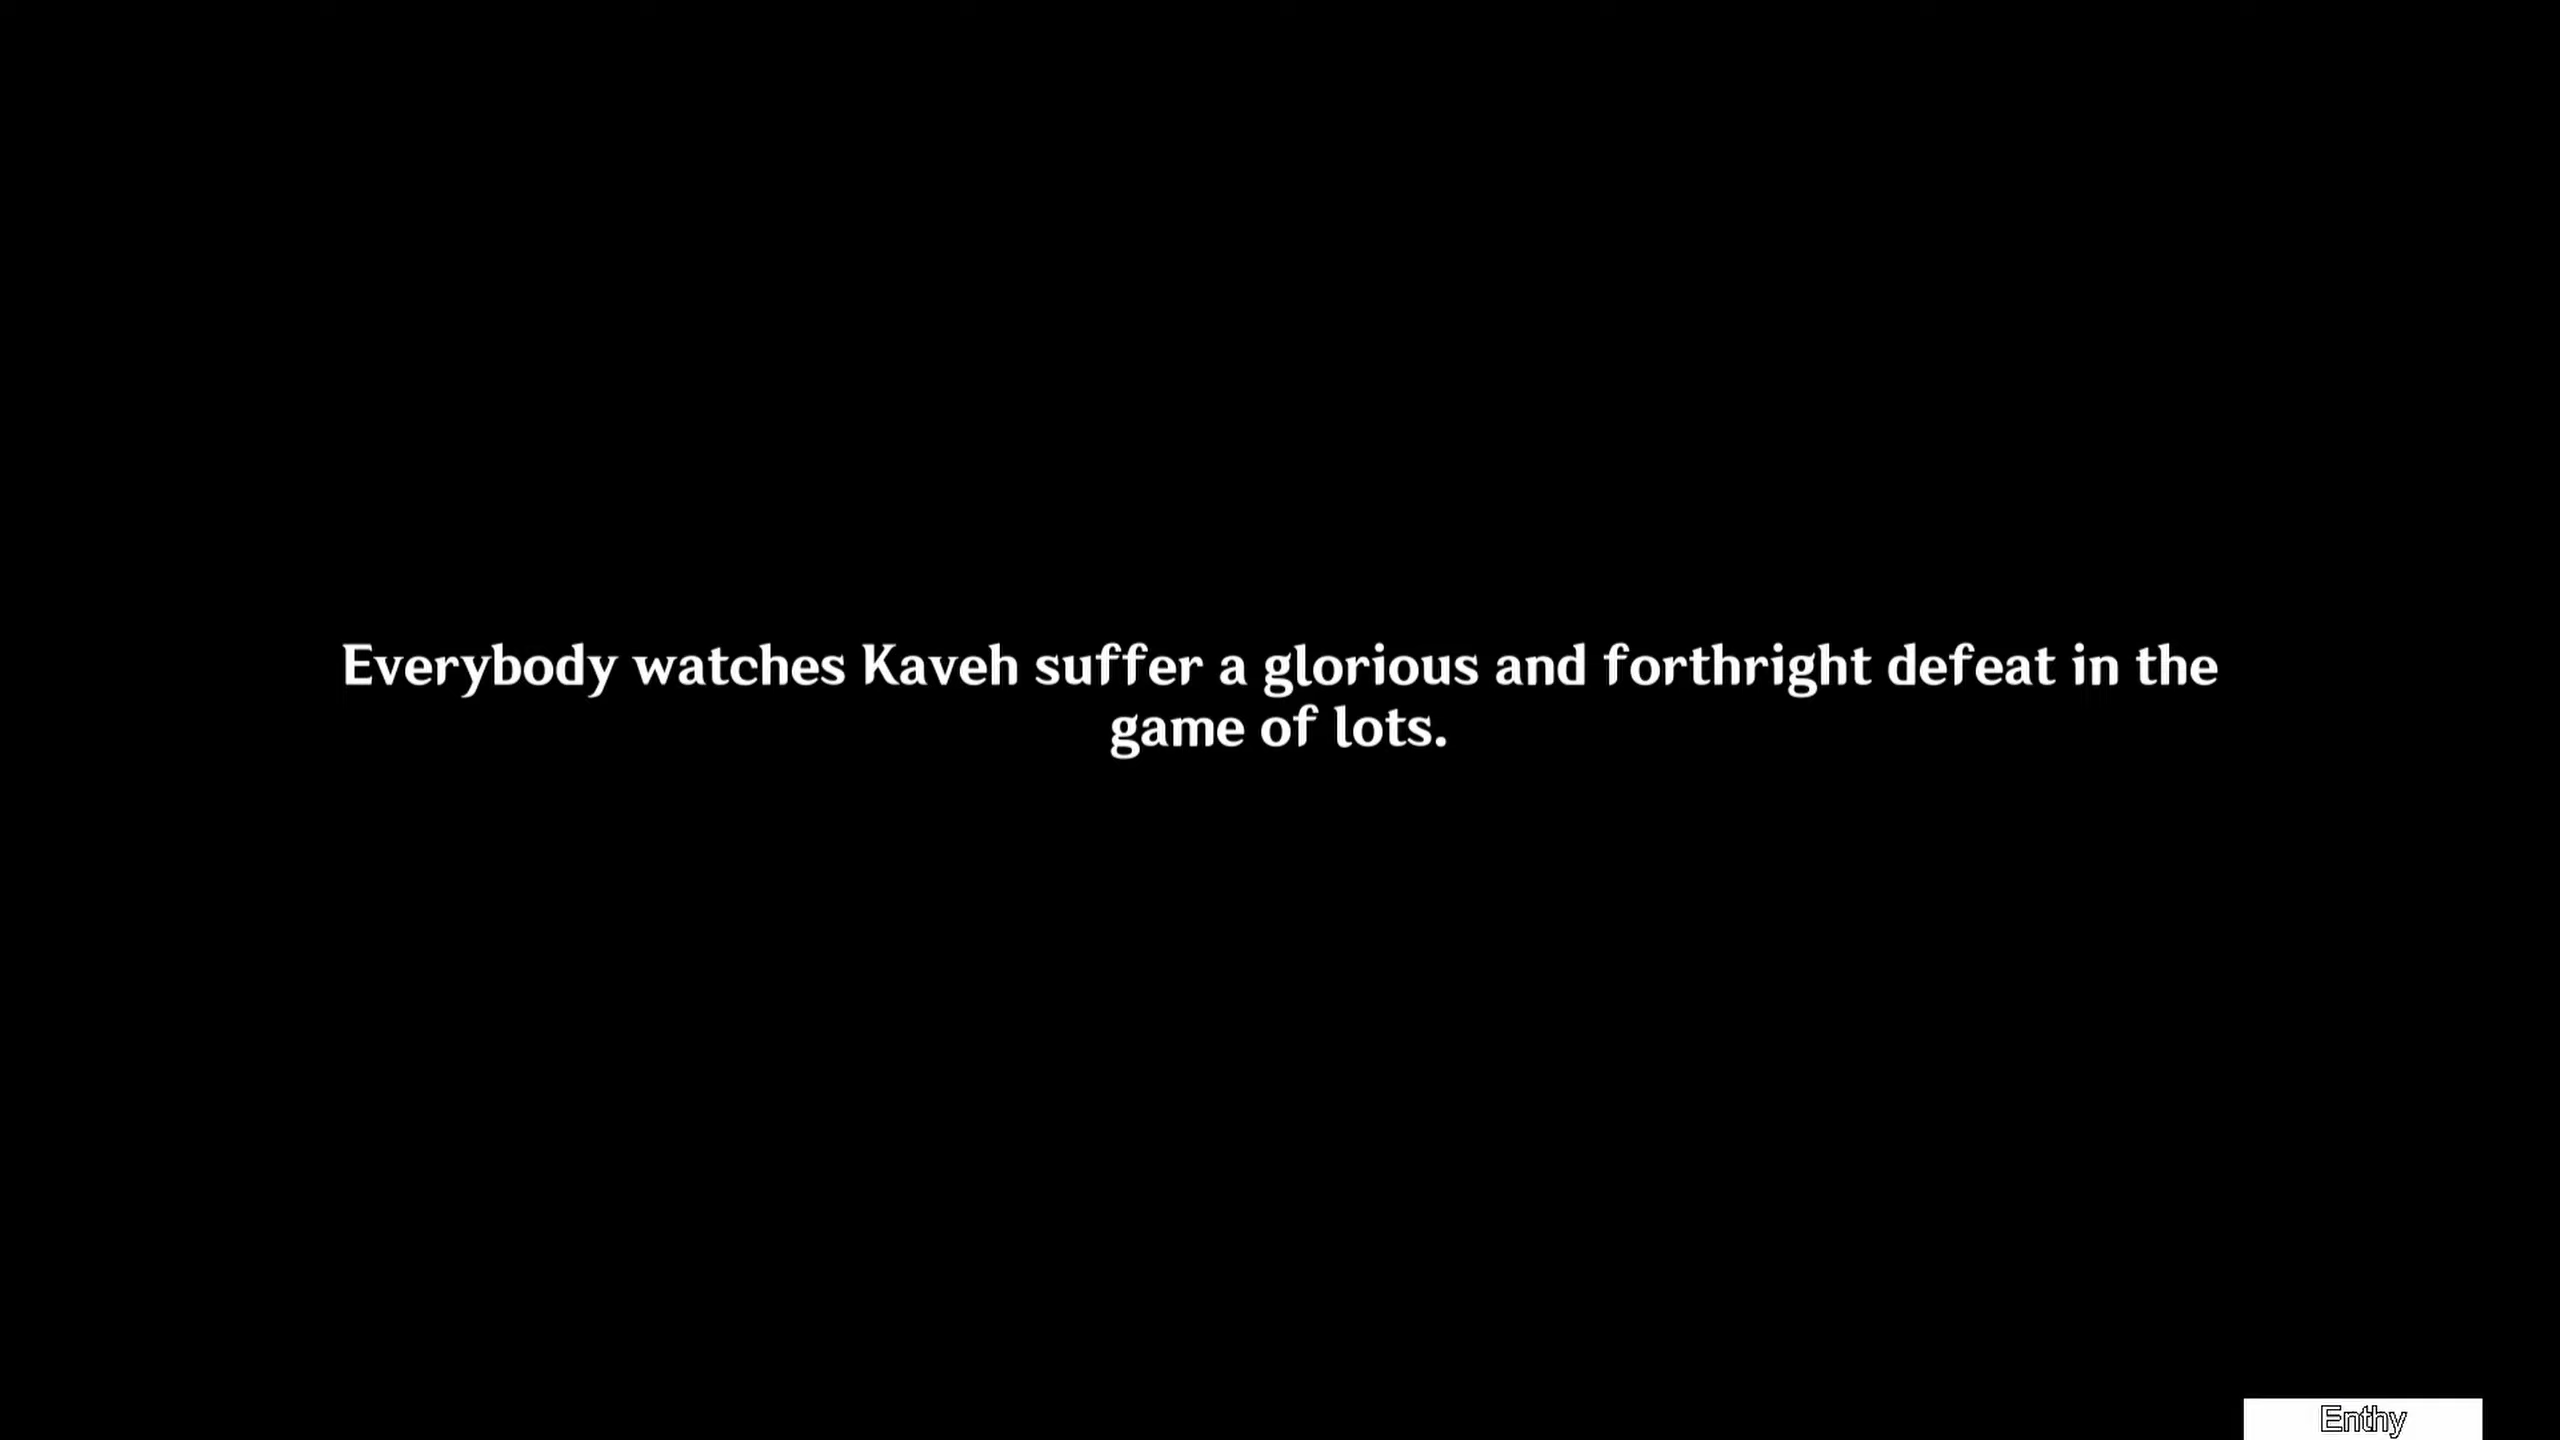 Everybody watches Kaveh suffer a glorious and forthright defeat in the
game of lots.
Enthy